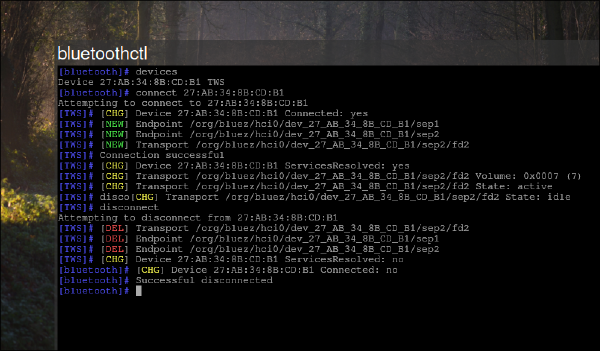 bluetoothctl
[bluetooth]# devices
Device 27:AB:34:8B:CD:B1 TWS
[bluetooth]# connect 27:AB:34:8B:CD:B1
Attempting to connect to 27:AB:34:8B:CD:B1
[TWS]# [CHG] Device 27:AB:34:8B:CD:B1 Connected: yes
[TWS]# [NEW] Endpoint /org/bluez/hci0/dev_27_AB_34_8B_CD_B1/sep1
[TWS]# [NEW] Endpoint /org/bluez/hci0/dev_27_AB_34_8B_CD_B1/sep2
[TWS]# [NEW] Transport /org/bluez/hci0/dev_27_AB_34_8B_CD_B1/sep2/fd2
[TWS]# Connection successful
[TWS]# [CHG] Device 27:AB:34:8B:CD:B1 ServicesResolved: yes
[TWS]# [CHG] Transport /org/bluez/hci0/dev_27_AB_34_8B_CD_B1/sep2/fd2 Volume: 0x0007 (7)
[TWS]# [CHG] Transport /org/bluez/hci0/dev_27_AB_34_8B_CD_B1/sep2/fd2 State: active
[TWS]# disco[CHG] Transport /org/bluez/hci0/dev_27_AB_34_8B_CD_B1/sep2/fd2 State: idle
[TWS]# disconnect
Attempting to disconnect from 27:AB:34:8B:CD:B1
[TWS]# [DEL] Transport /org/bluez/hci0/dev_27_AB_34_8B_CD_B1/sep2/fd2
[TWS]# [DEL] Endpoint /org/bluez/hci0/dev_27_AB_34_8B_CD_B1/sep1
[TWS]# [DEL] Endpoint /org/bluez/hci0/dev_27_AB_34_8B_CD_B1/sep2
[TWS]# [CHG] Device 27:AB:34:8B:CD:B1 ServicesResolved: no
[bluetooth]# [CHG] Device 27:AB:34:8B:CD:B1 Connected: no
[bluetooth]# Successful disconnected
[bluetooth]#